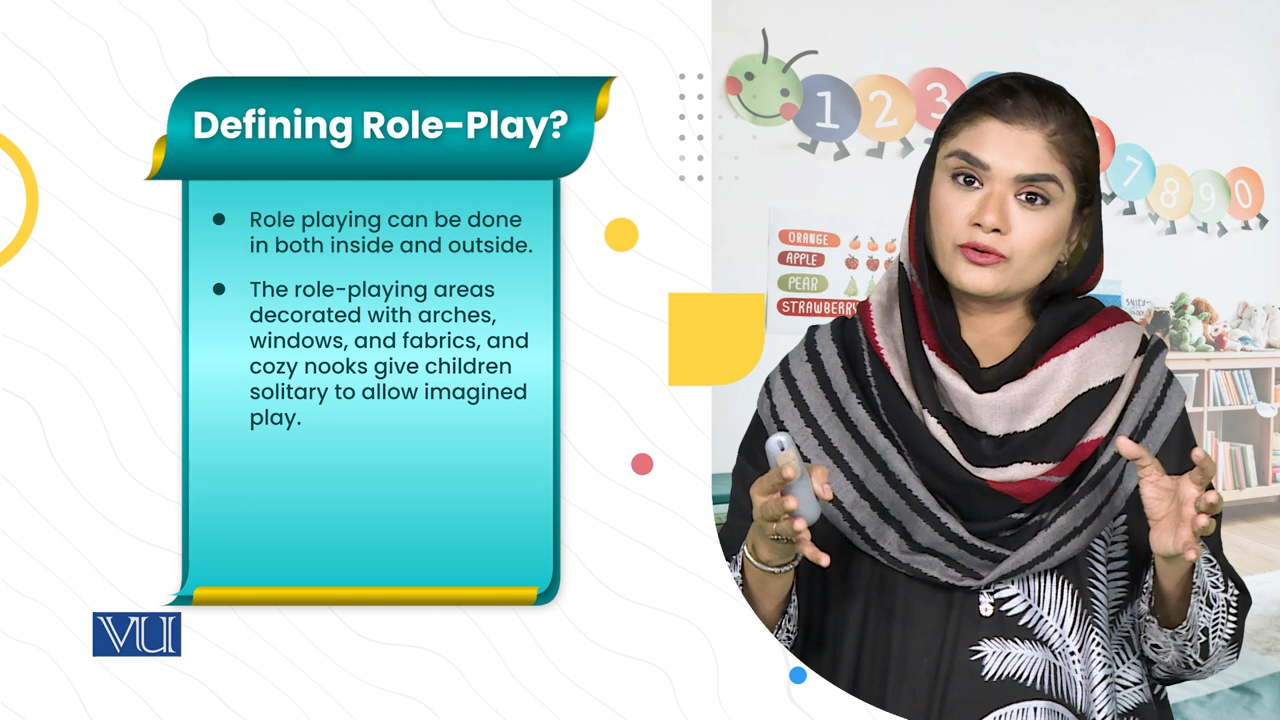 Defining Role-Play?
● Role playing can be done
in both inside and outside.
● The role-playing areas
decorated with arches,
windows, and fabrics, and
cozy nooks give children
solitary to allow imagined
play.
VU
1 2 3
7 8 9 0
ORANGE
APPLE
PEAR
STRAWBERRY